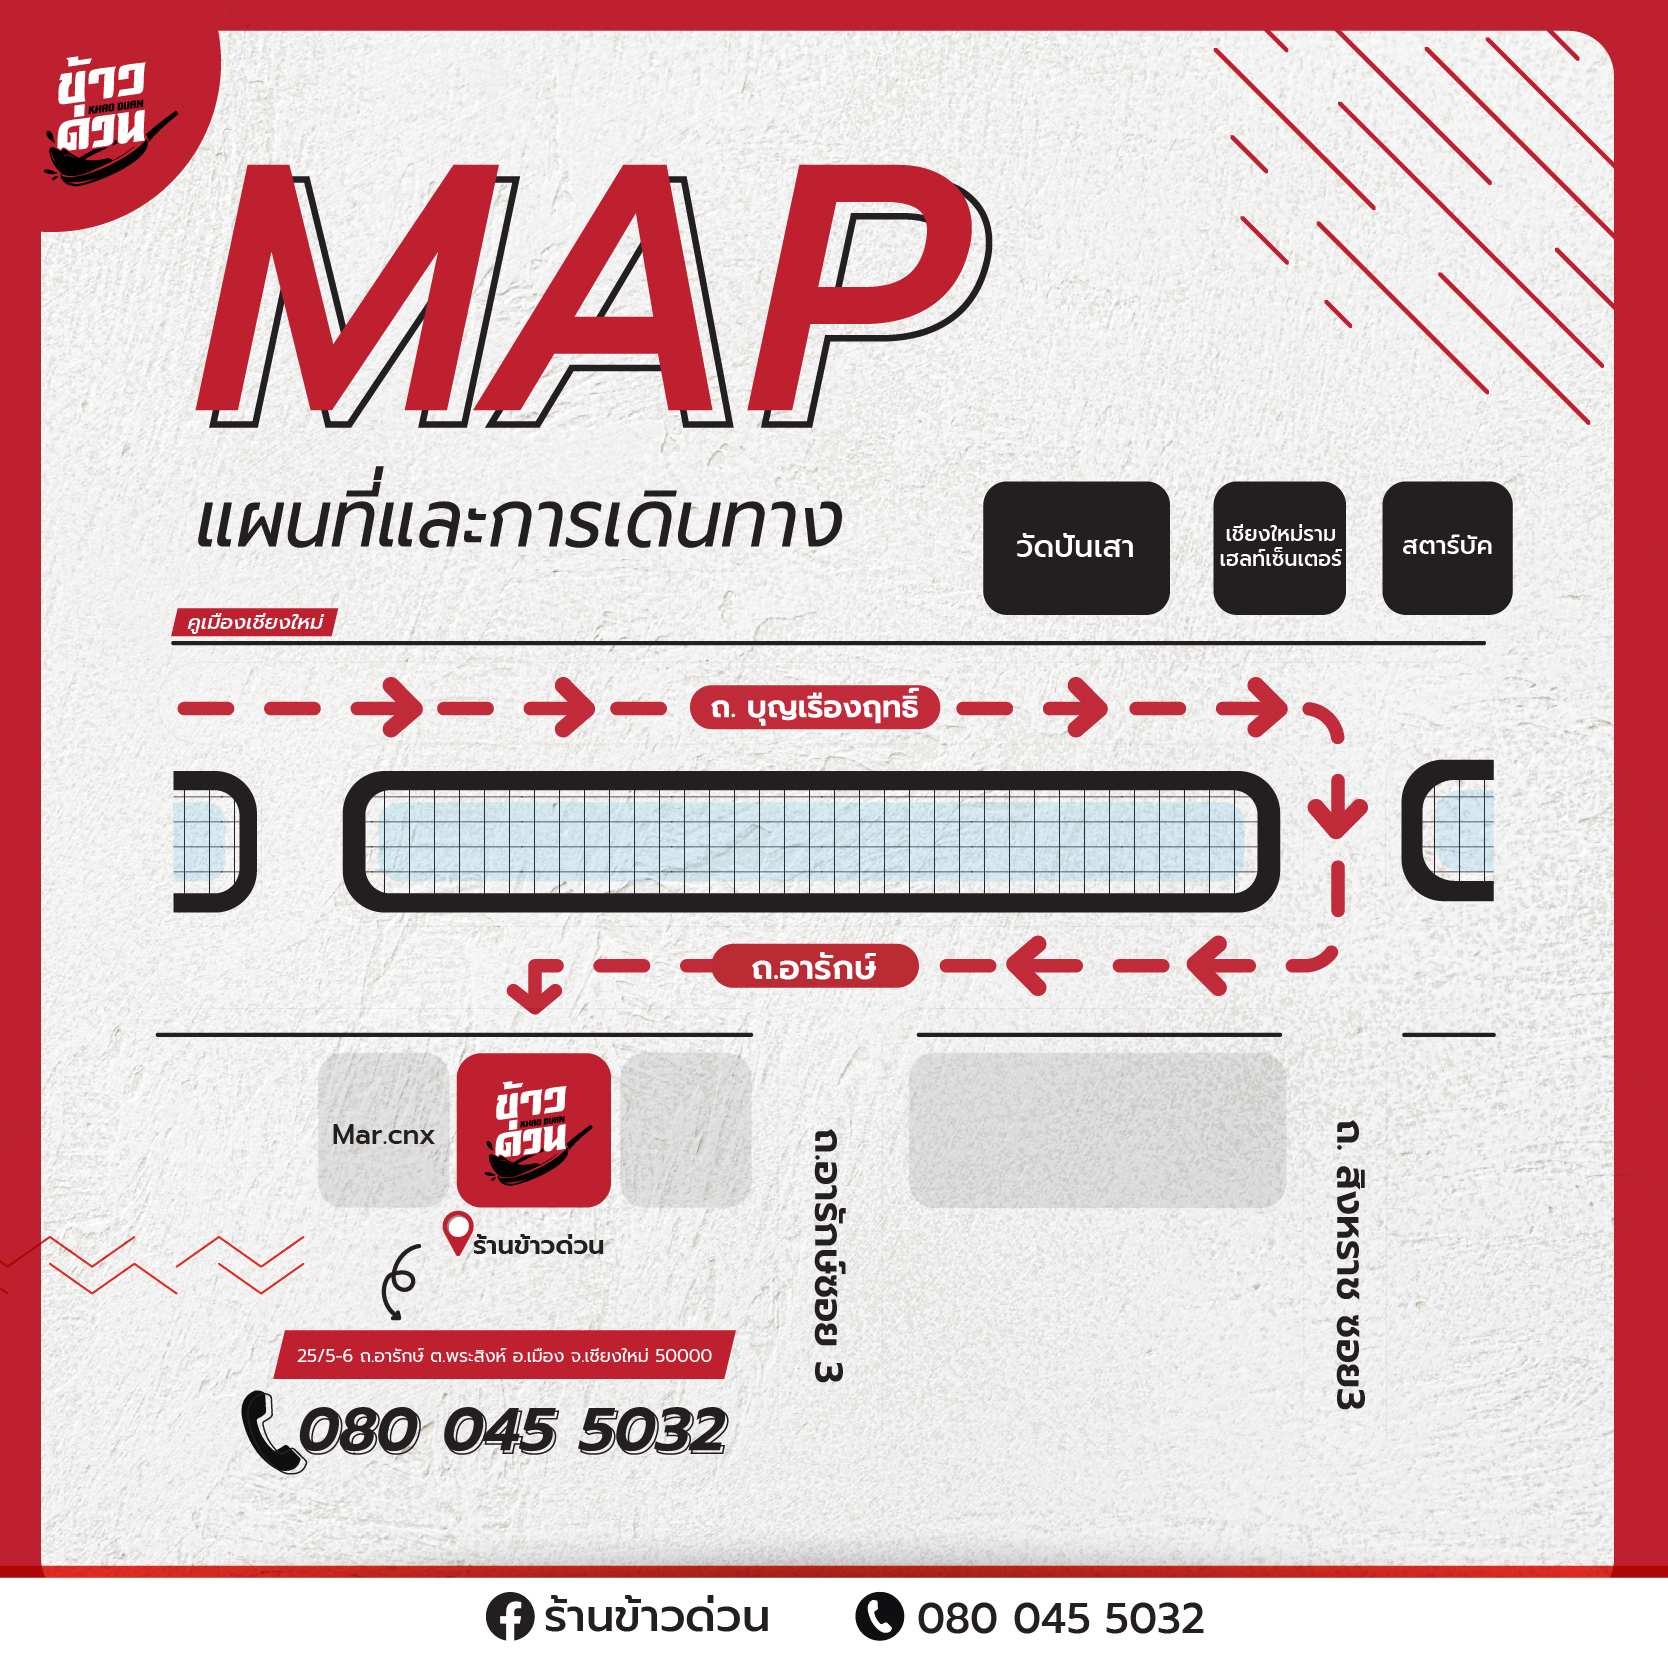 ข้าว
KHAO DUAN
ด่วน
MAP
แผนที่และการเดินทาง
วัดปันเสา
เชียงใหม่ราม
เฮลท์เซ็นเตอร์
สตาร์บัค
คูเมืองเชียงใหม่
ถ. บุญเรืองฤทธิ์
ถ.อารักษ์
Mar.cnx
ข้าว
KHAO DUAN
ด่วน
ร้านข้าวด่วน
ถ.อารักษ์ซอย 3
ถ. สิงหราช ซอย3
25/5-6 ถ.อารักษ์ ต.พระสิงห์ อ.เมือง จ.เชียงใหม่ 50000
080 045 5032
ร้านข้าวด่วน
080 045 5032